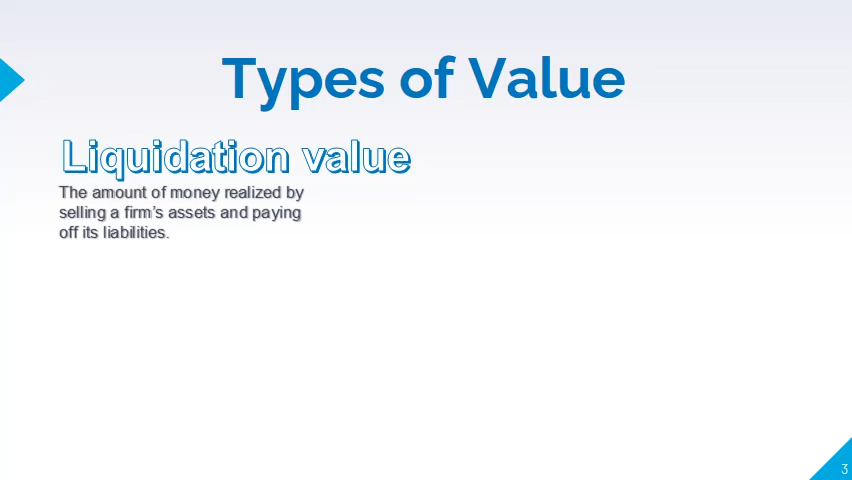 Types of Value
Liquidation value
The amount of money realized by
selling a firm's assets and paying
off its liabilities.
3